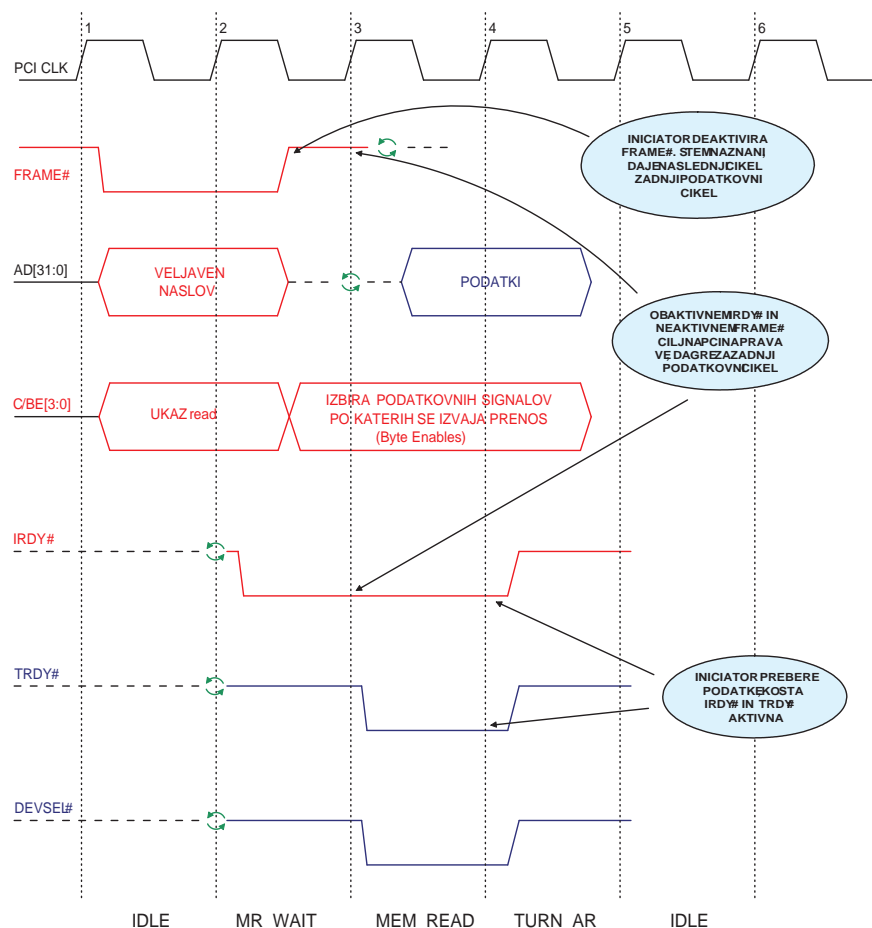 1 2 3 4 5 6
PCI CLK
INICIATOR DEAKTIVIRA
FRAME#. S TEM NAZNANI,
DA JE NASLEDNJI CIKEL
ZADNJI PODATKOVNI
CIKEL
FRAME#
AD[31:0]
VELJAVEN
NASLOV
PODATKI
OB AKTIVNEM IRDY# IN
NEAKTIVNEM FRAME#
CILJNA PCI NAPRAVA
VE, DA GRE ZA ZADNJI
PODATKOVNI CIKEL
C/BE[3:0]
UKAZ read
IZBIRA PODATKOVNIH SIGNALOV
PO KATERIH SE IZVAJA PRENOS
(Byte Enables)
IRDY#
TRDY#
INICIATOR PREBERE
PODATKE, KO STA
IRDY# IN TRDY#
AKTIVNA
DEVSEL#
IDLE MR WAIT MEM READ TURN AR IDLE